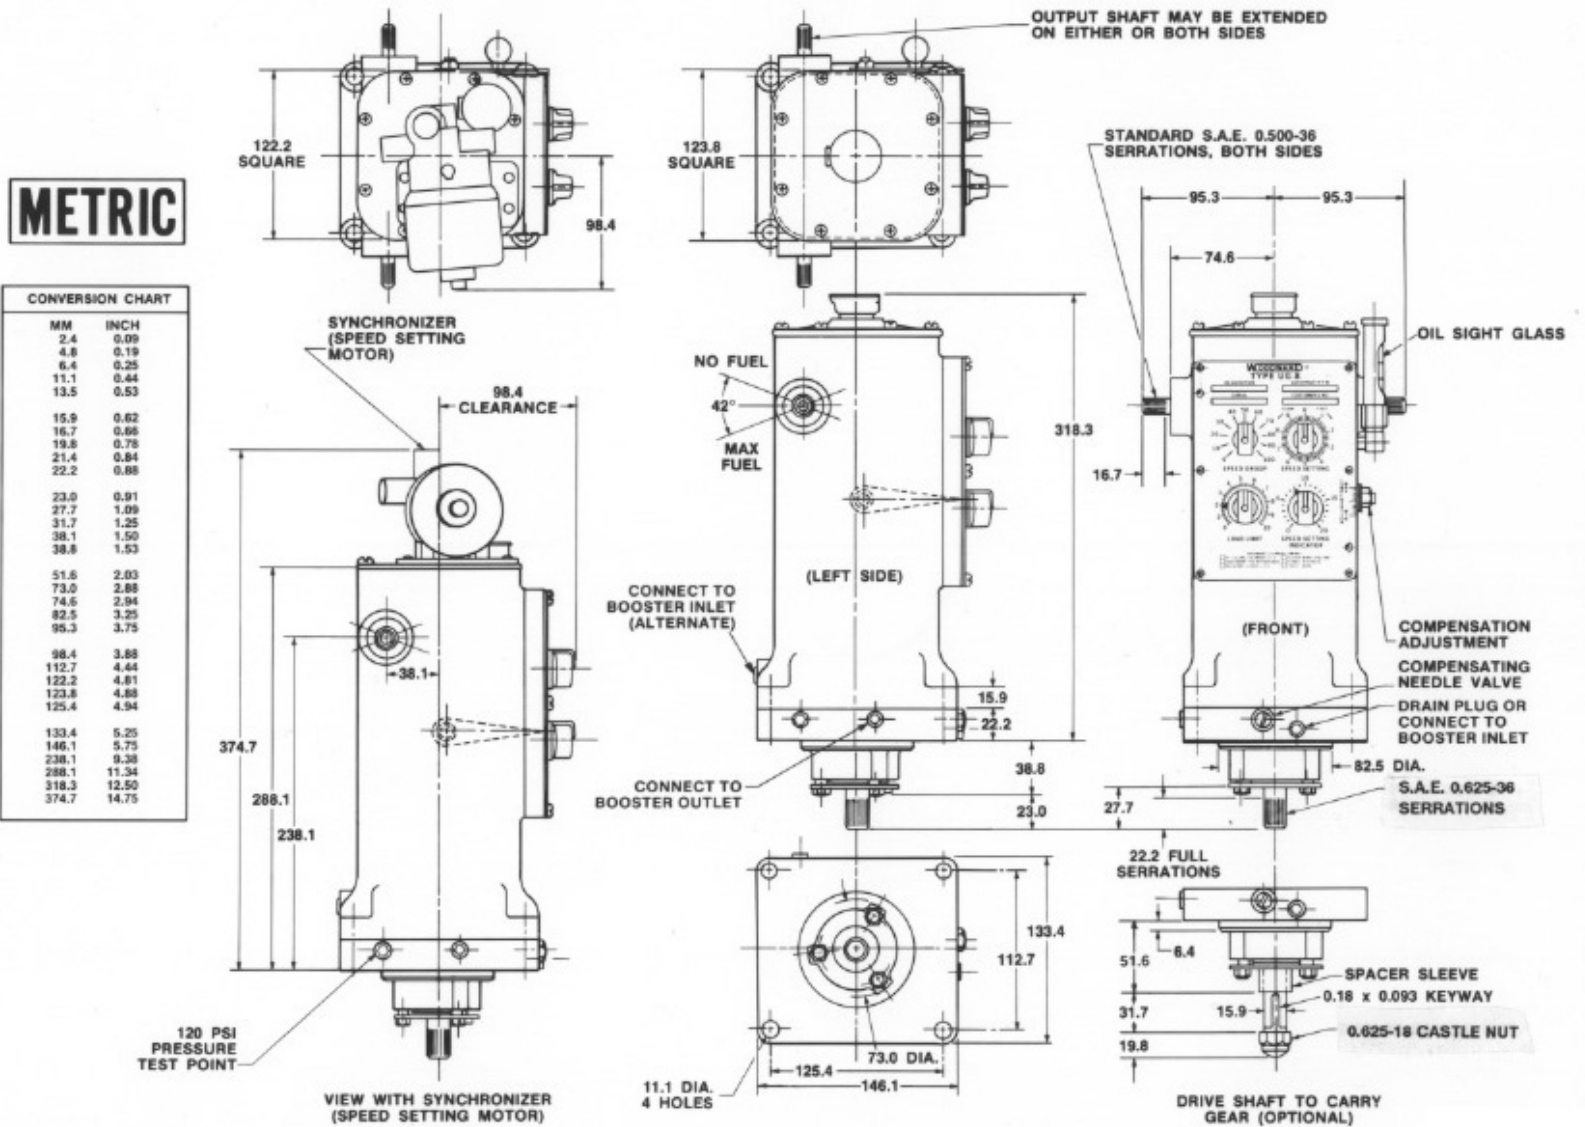 OUTPUT SHAFT MAY BE EXTENDED
ON EITHER OR BOTH SIDES
122.2
SQUARE
98.4
123.8
SQUARE
STANDARD S.A.E. 0.500-36
SERRATIONS, BOTH SIDES
95.3
95.3
74.6
METRIC
CONVERSION CHART
MM INCH
2.4 0.09
4.8 0.19
6.4 0.25
11.1 0.44
13.5 0.53
15.9 0.62
16.7 0.66
19.8 0.78
21.4 0.84
22.2 0.88
23.0 0.91
27.7 1.09
31.7 1.25
38.1 1.50
38.8 1.53
51.6 2.03
73.0 2.88
74.6 2.94
82.5 3.25
95.3 3.75
98.4 3.88
112.7 4.44
122.2 4.81
123.8 4.88
125.4 4.94
133.4 5.25
146.1 5.75
238.1 9.38
288.1 11.34
318.3 12.50
374.7 14.75
SYNCHRONIZER
(SPEED SETTING
MOTOR)
98.4
CLEARANCE
38.1
374.7
288.1
238.1
120 PSI
PRESSURE
TEST POINT
VIEW WITH SYNCHRONIZER
(SPEED SETTING MOTOR)
NO FUEL
42°
MAX
FUEL
318.3
(LEFT SIDE)
CONNECT TO
BOOSTER INLET
(ALTERNATE)
15.9
22.2
CONNECT TO
BOOSTER OUTLET
38.8
23.0
OIL SIGHT GLASS
WOODWARD
TYPE UG 8
SPEED DROOP
SPEED SETTING
LOAD LIMIT
SPEED SETTING
INDICATOR
16.7
(FRONT)
COMPENSATION
ADJUSTMENT
COMPENSATING
NEEDLE VALVE
DRAIN PLUG OR
CONNECT TO
BOOSTER INLET
82.5 DIA.
27.7
S.A.E. 0.625-36
SERRATIONS
22.2 FULL
SERRATIONS
133.4
112.7
73.0 DIA.
125.4
146.1
11.1 DIA.
4 HOLES
6.4
51.6
SPACER SLEEVE
0.18 x 0.093 KEYWAY
31.7
15.9
0.625-18 CASTLE NUT
19.8
DRIVE SHAFT TO CARRY
GEAR (OPTIONAL)